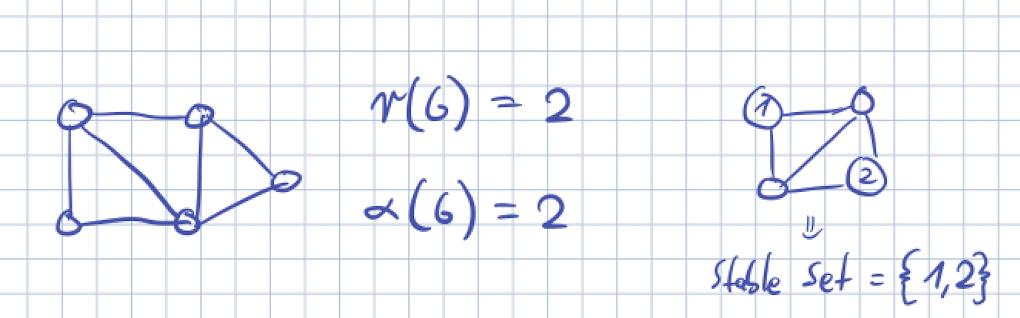 r(G) = 2
α(G) = 2
1
2
⇓
Stable Set = {1,2}